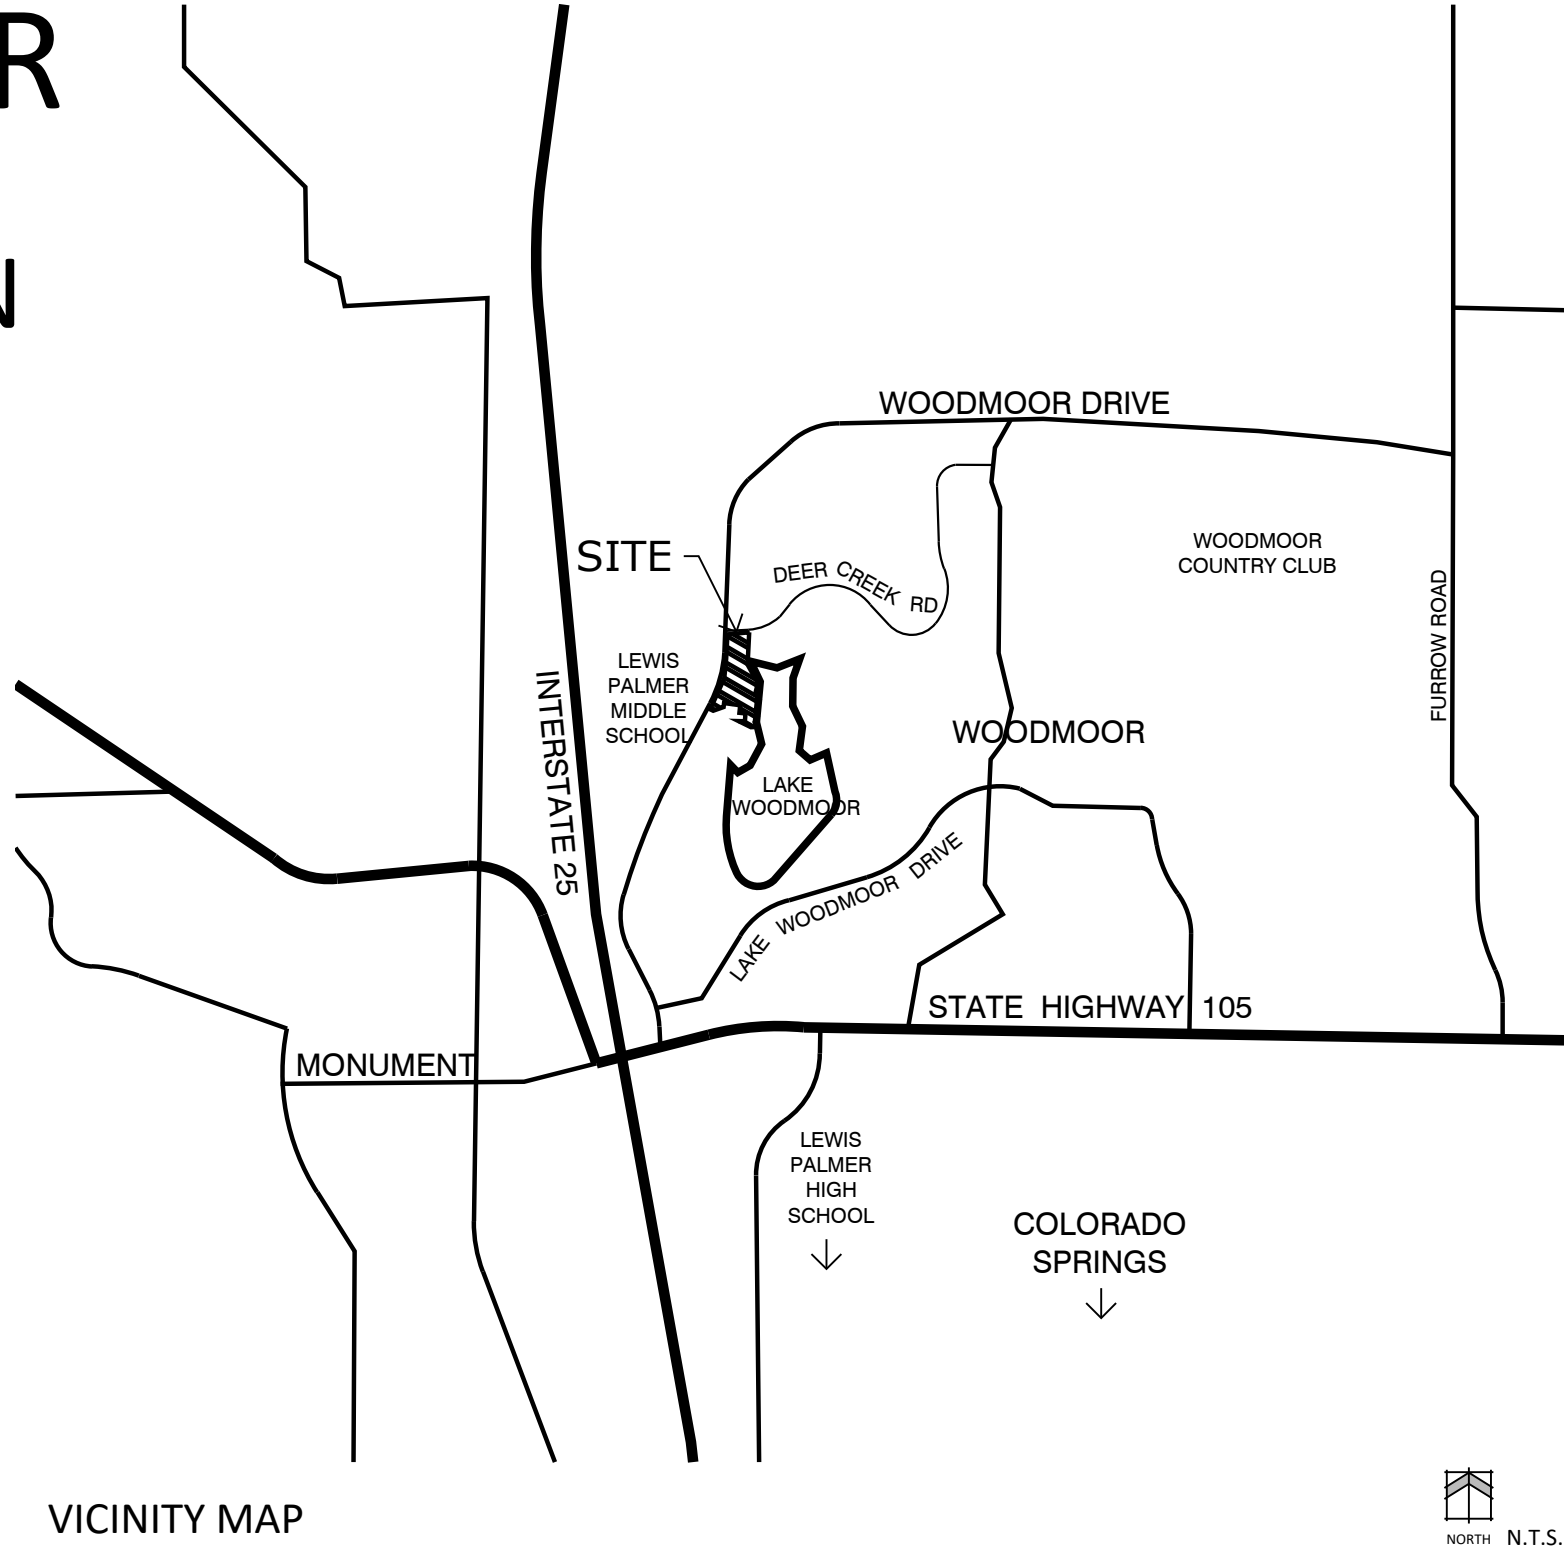 R
N
WOODMOOR DRIVE
SITE
DEER CREEK RD
WOODMOOR
COUNTRY CLUB
FURROW ROAD
LEWIS
PALMER
MIDDLE
SCHOOL
INTERSTATE 25
WOODMOOR
LAKE
WOODMOOR
LAKE WOODMOOR DRIVE
STATE HIGHWAY 105
MONUMENT
LEWIS
PALMER
HIGH
SCHOOL
COLORADO
SPRINGS
VICINITY MAP
NORTH N.T.S.